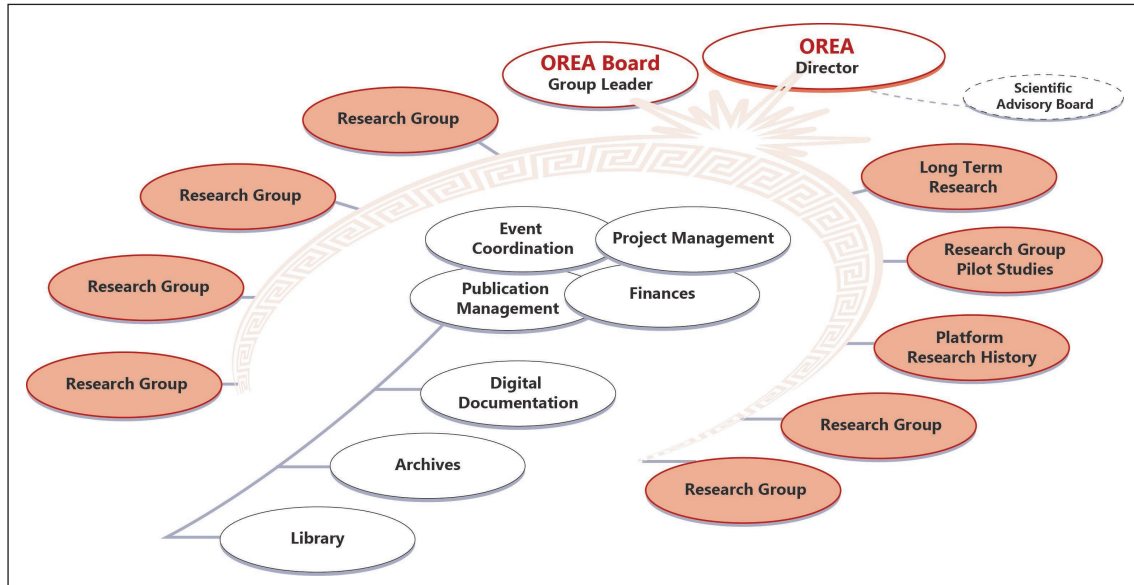 OREA Board
Group Leader
OREA
Director
Scientific
Advisory Board
Research Group
Research Group
Research Group
Research Group
Event
Coordination
Project Management
Publication
Management
Finances
Digital
Documentation
Archives
Library
Long Term
Research
Research Group
Pilot Studies
Platform
Research History
Research Group
Research Group